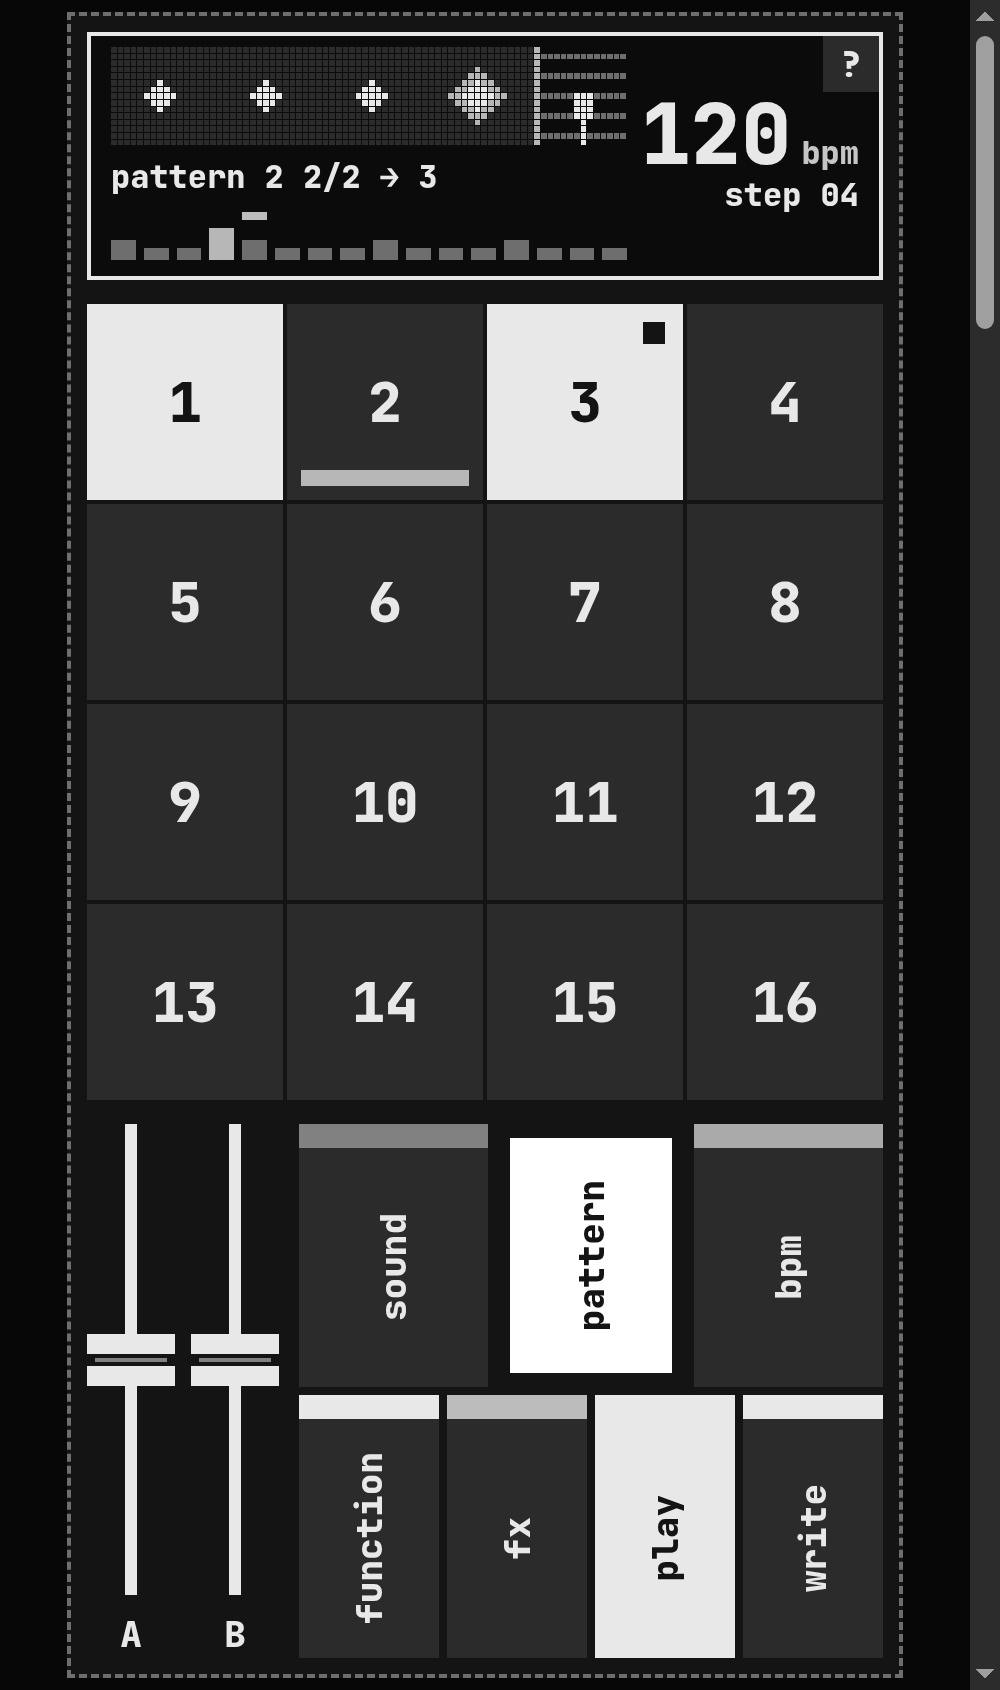 ?
120 bpm
pattern 2 2/2 → 3
step 04
1 2 3 4
5 6 7 8
9 10 11 12
13 14 15 16
sound pattern bpm
function fx play write
A B